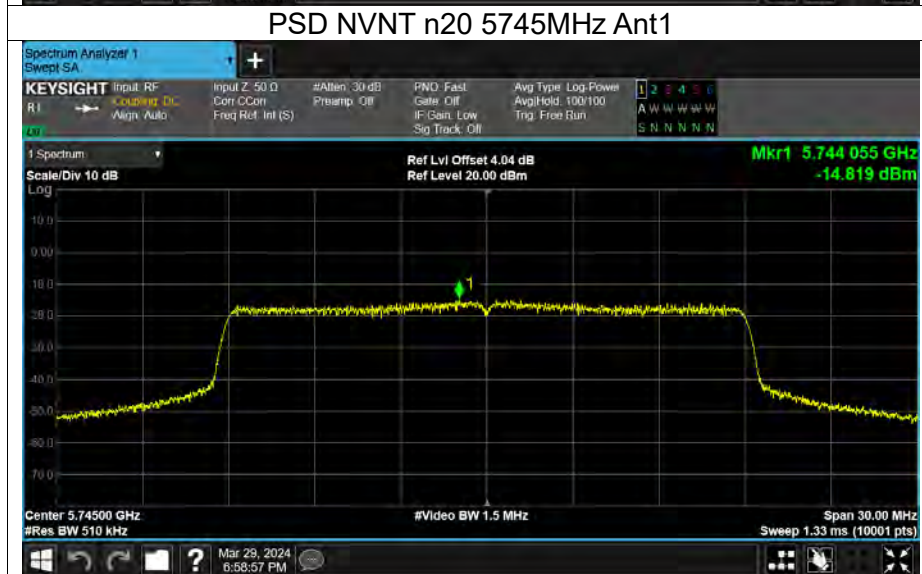 PSD NVNT n20 5745MHz Ant1
Spectrum Analyzer 1
Swept SA
+
KEYSIGHT Input: RF Input Z: 50 Ω #Atten: 30 dB PNO: Fast Avg Type: Log-Power 1 2 3 4 5 6
Coupling: DC Corr CCorr Preamp: Off Gate: Off Avg|Hold: 100/100 A W W W W W
Align: Auto Freq Ref: Int (S) IF Gain: Low Trig: Free Run
Sig Track: Off S N N N N N
1 Spectrum
Ref Lvl Offset 4.04 dB Mkr1 5.744 055 GHz
Scale/Div 10 dB Ref Level 20.00 dBm -14.819 dBm
Log
10.0
0.00
-10.0
1
-20.0
-30.0
-40.0
-50.0
-60.0
-70.0
Center 5.74500 GHz #Video BW 1.5 MHz Span 30.00 MHz
#Res BW 510 kHz Sweep 1.33 ms (10001 pts)
? Mar 29, 2024
6:58:57 PM